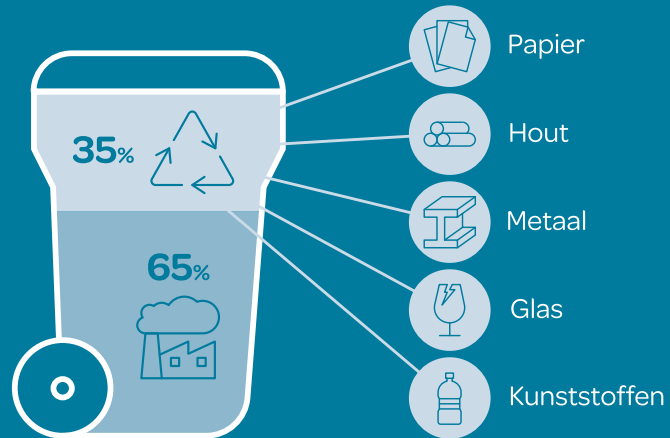 35%
65%
Papier
Hout
Metaal
Glas
Kunststoffen